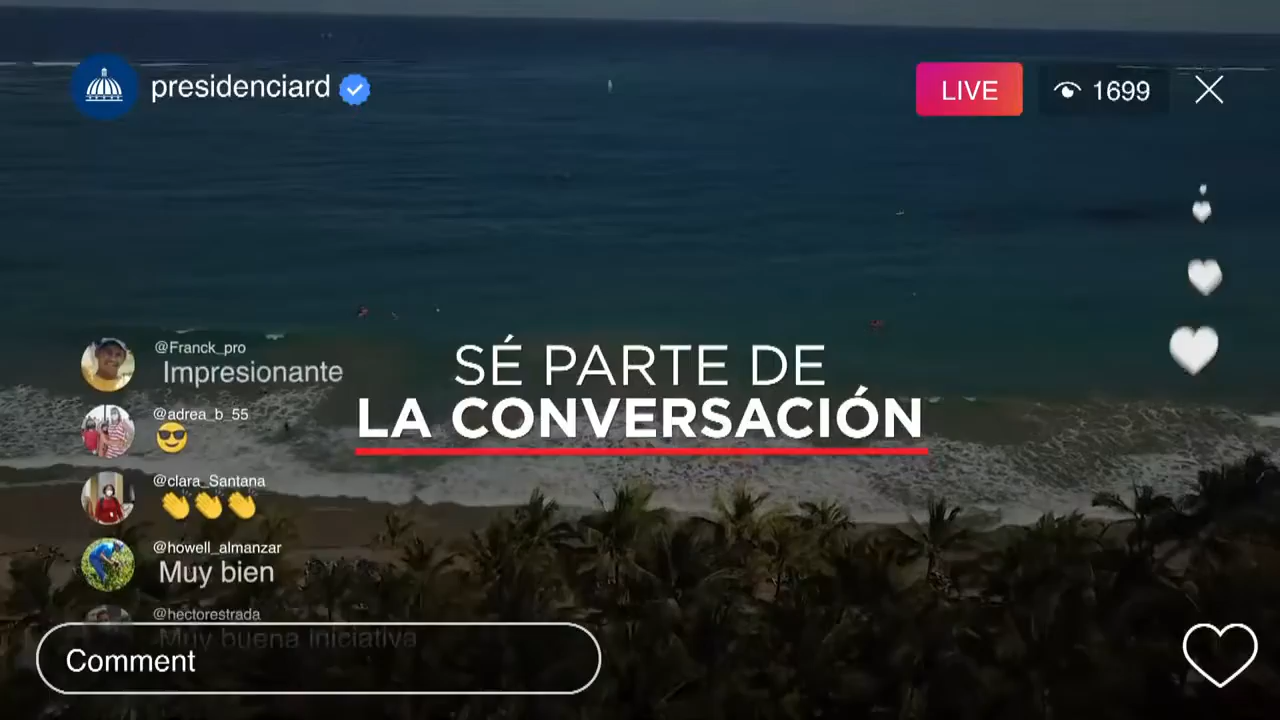 presidenciard
LIVE
1699
SÉ PARTE DE
LA CONVERSACIÓN
@Franck_pro
Impresionante
@adrea_b_55
@clara_Santana
@howell_almanzar
Muy bien
@hectorestrada
Muy buena iniciativa
Comment